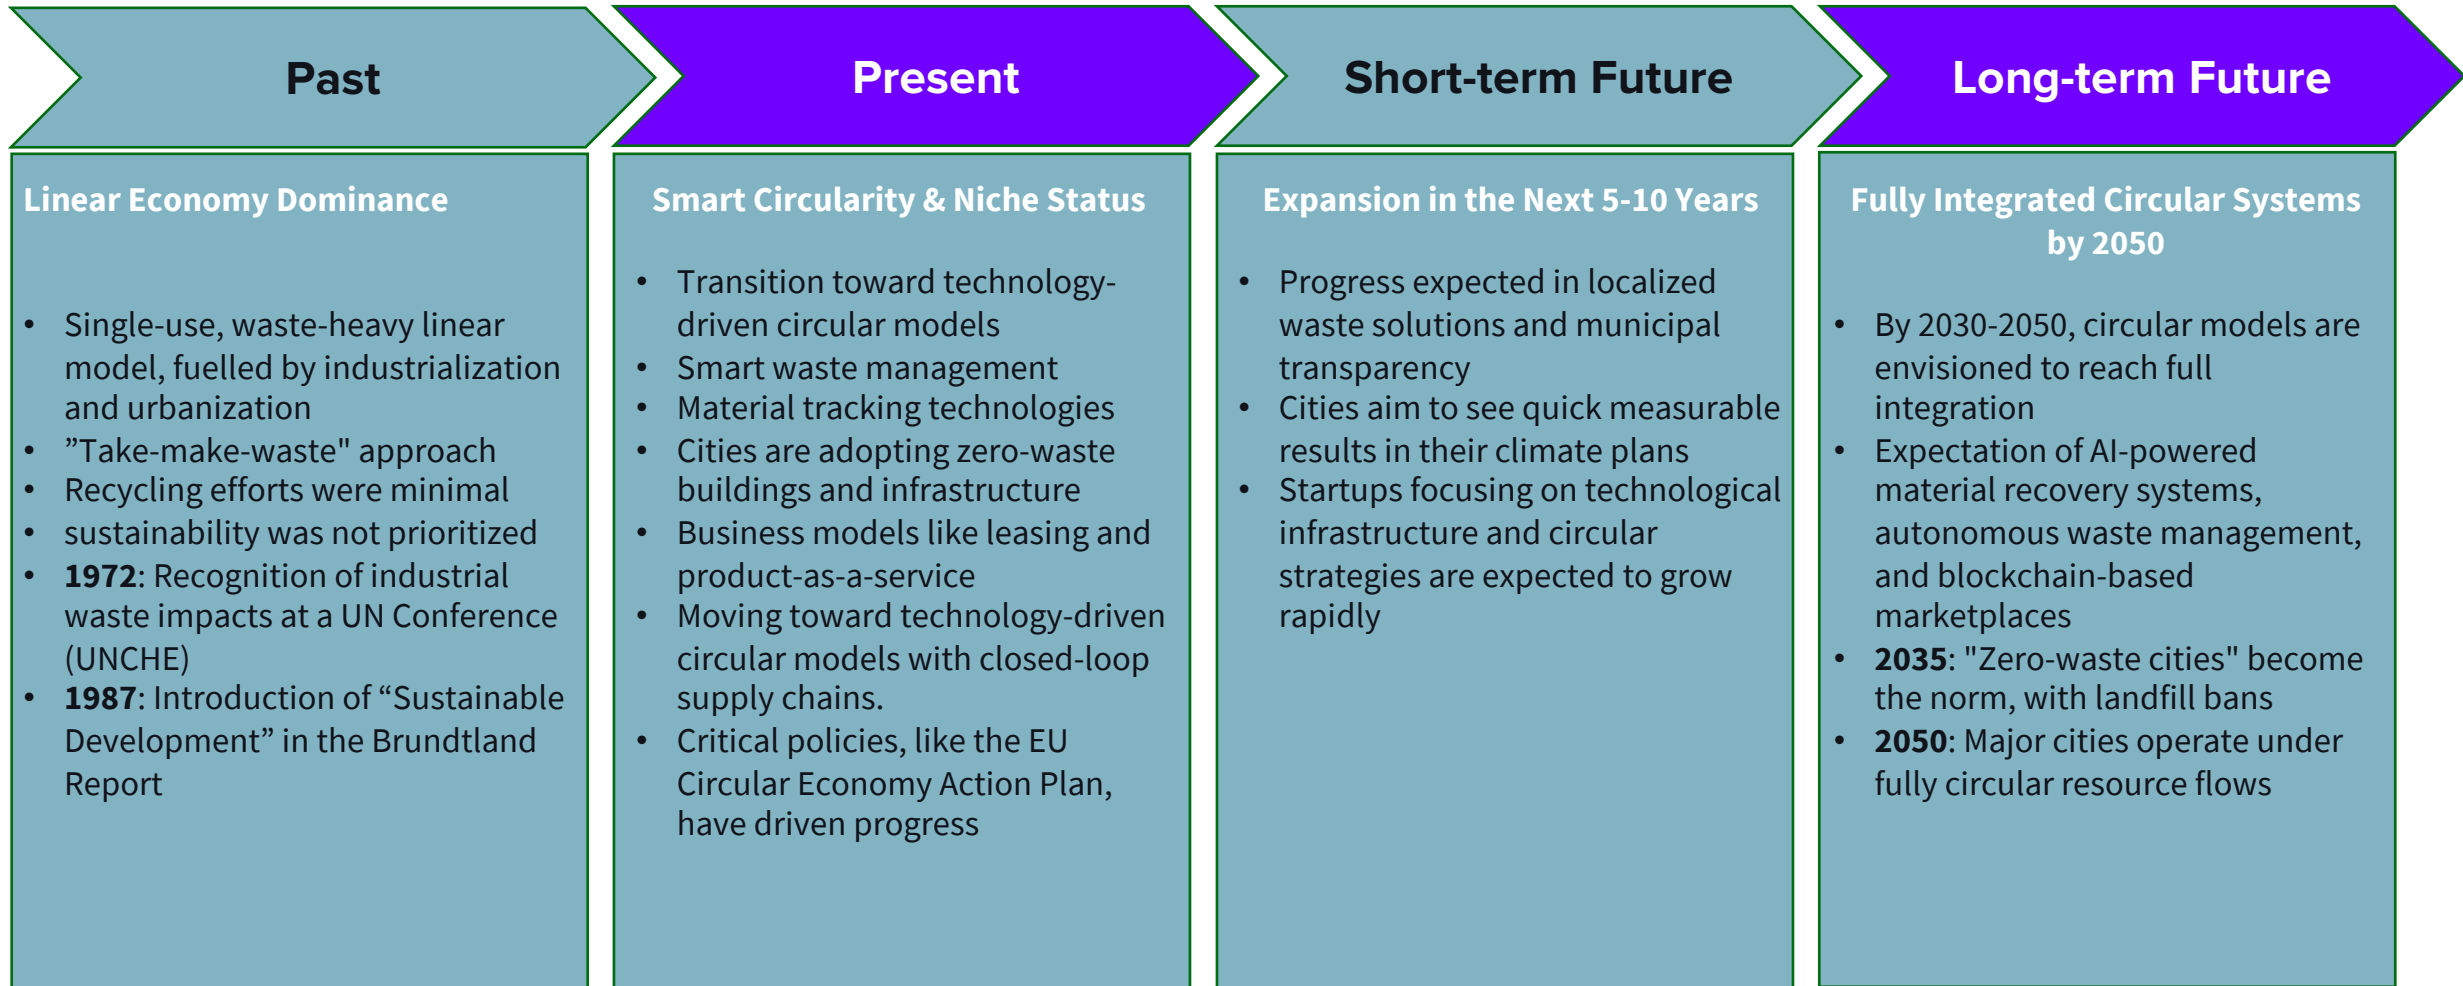 Past
Linear Economy Dominance
• Single-use, waste-heavy linear
model, fuelled by industrialization
and urbanization
• ”Take-make-waste" approach
• Recycling efforts were minimal
• sustainability was not prioritized
• 1972: Recognition of industrial
waste impacts at a UN Conference
(UNCHE)
• 1987: Introduction of “Sustainable
Development” in the Brundtland
Report
Present
Smart Circularity & Niche Status
• Transition toward technology-
driven circular models
• Smart waste management
• Material tracking technologies
• Cities are adopting zero-waste
buildings and infrastructure
• Business models like leasing and
product-as-a-service
• Moving toward technology-driven
circular models with closed-loop
supply chains.
• Critical policies, like the EU
Circular Economy Action Plan,
have driven progress
Short-term Future
Expansion in the Next 5-10 Years
• Progress expected in localized
waste solutions and municipal
transparency
• Cities aim to see quick measurable
results in their climate plans
• Startups focusing on technological
infrastructure and circular
strategies are expected to grow
rapidly
Long-term Future
Fully Integrated Circular Systems
by 2050
• By 2030-2050, circular models are
envisioned to reach full
integration
• Expectation of AI-powered
material recovery systems,
autonomous waste management,
and blockchain-based
marketplaces
• 2035: "Zero-waste cities" become
the norm, with landfill bans
• 2050: Major cities operate under
fully circular resource flows